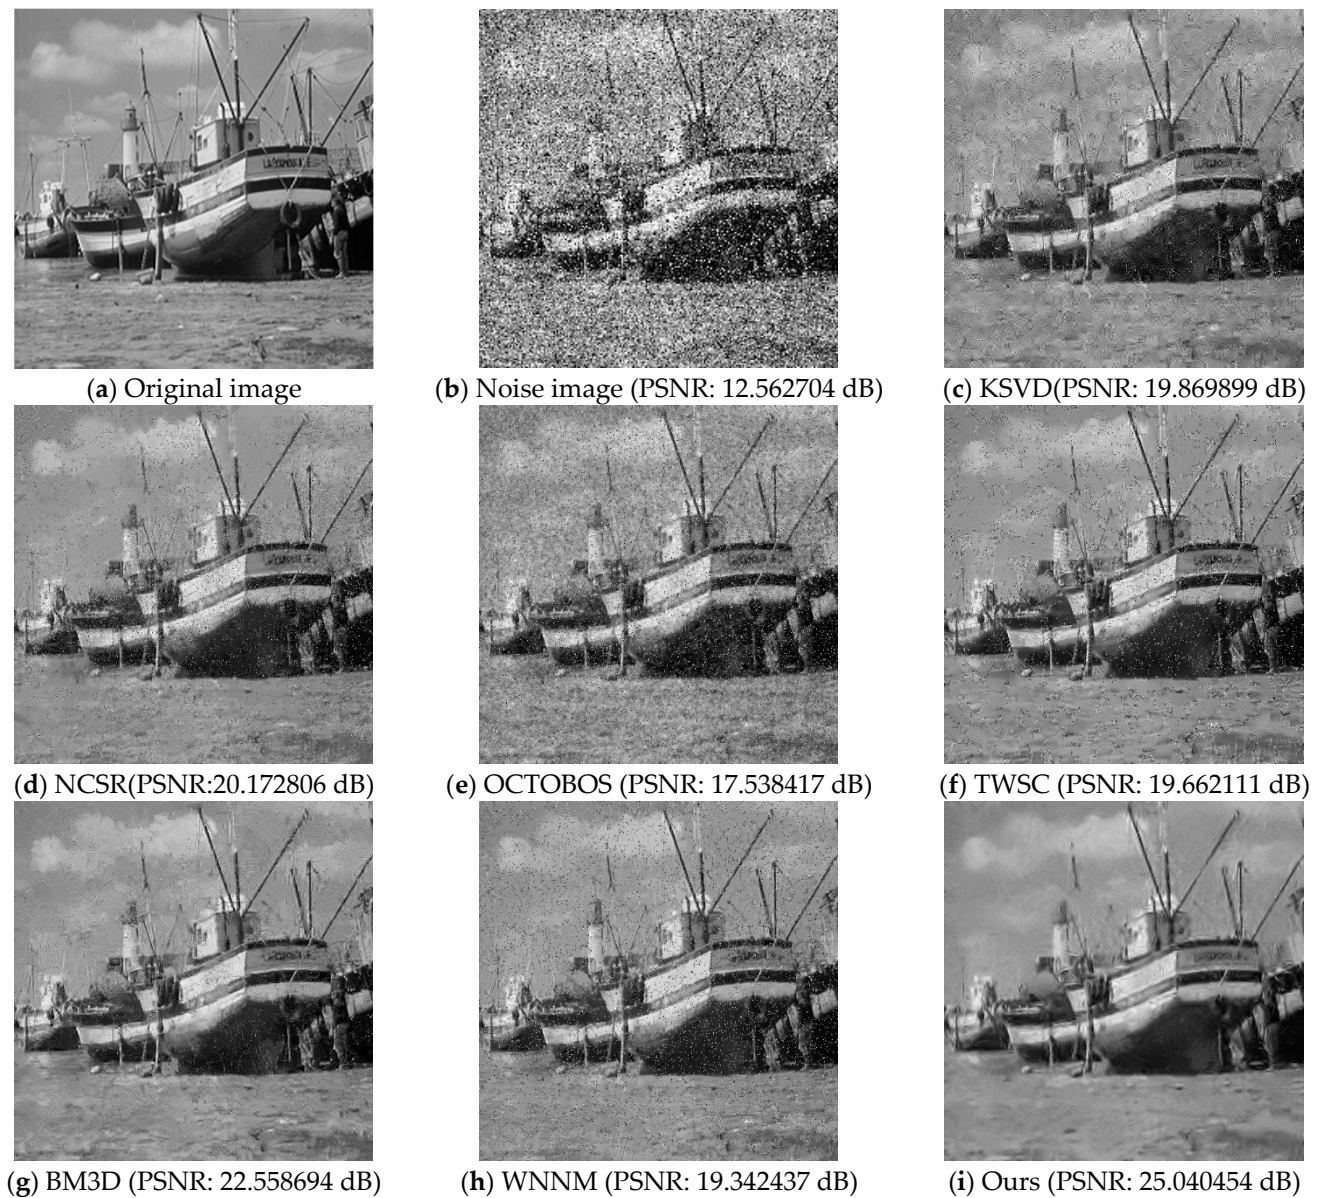 (a) Original image
(b) Noise image (PSNR: 12.562704 dB)
(c) KSVD(PSNR: 19.869899 dB)
(d) NCSR(PSNR:20.172806 dB)
(e) OCTOBOS (PSNR: 17.538417 dB)
(f) TWSC (PSNR: 19.662111 dB)
(g) BM3D (PSNR: 22.558694 dB)
(h) WNNM (PSNR: 19.342437 dB)
(i) Ours (PSNR: 25.040454 dB)